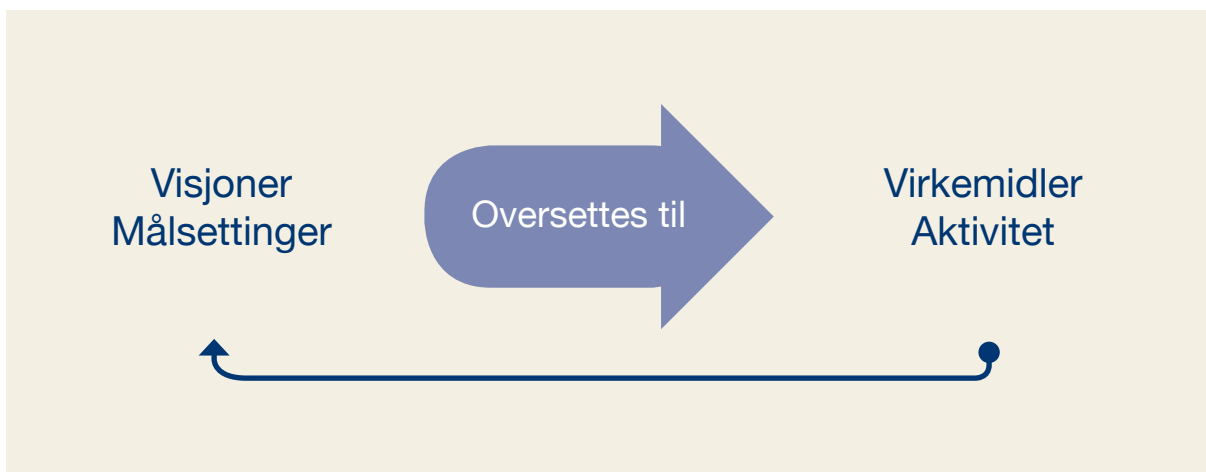 Visjoner
Målsettinger
Oversettes til
Virkemidler
Aktivitet